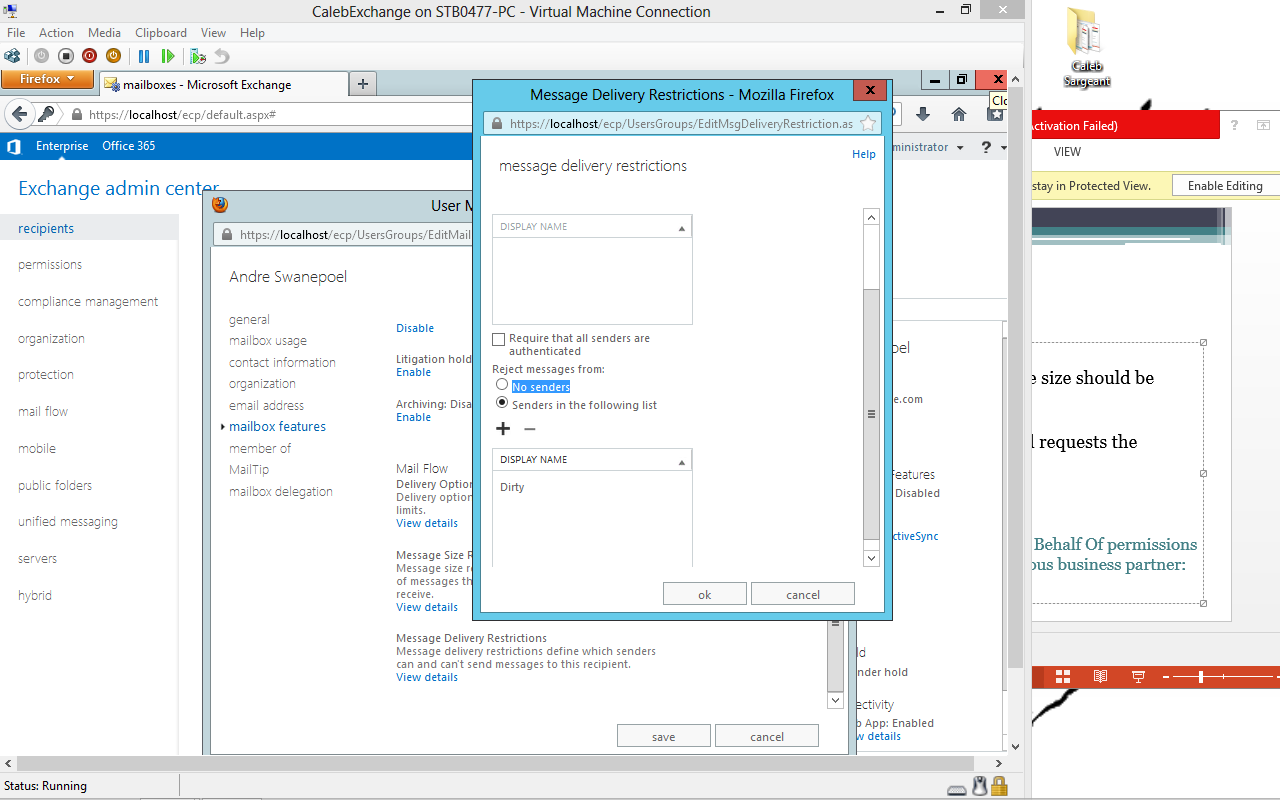 CalebExchange on STB0477-PC - Virtual Machine Connection
File Action Media Clipboard View Help
Firefox
mailboxes - Microsoft Exchange
https://localhost/ecp/default.aspx#
Enterprise Office 365
ministrator
?
Exchange admin center
recipients
permissions
compliance management
organization
protection
mail flow
mobile
public folders
unified messaging
servers
hybrid
User M
https://localhost/ecp/UsersGroups/EditMail
Andre Swanepoel
general
mailbox usage
contact information
organization
email address
mailbox features
member of
MailTip
mailbox delegation
Disable
Litigation hold
Enable
Archiving: Disa
Enable
Mail Flow
Delivery Option
Delivery option
limits.
View details
Message Size R
Message size re
of messages th
receive.
View details
Message Delivery Restrictions
Message delivery restrictions define which senders
can and can't send messages to this recipient.
View details
save
cancel
Message Delivery Restrictions - Mozilla Firefox
https://localhost/ecp/UsersGroups/EditMsgDeliveryRestriction.as
Help
message delivery restrictions
DISPLAY NAME
Require that all senders are
authenticated
Reject messages from:
No senders
Senders in the following list
DISPLAY NAME
Dirty
ok
cancel
Clo
pel
e.com
Features
Disabled
ctiveSync
ld
nder hold
ectivity
o App: Enabled
w details
Status: Running
Caleb
Sargeant
ctivation Failed)
?
VIEW
stay in Protected View.
Enable Editing
e size should be
l requests the
Behalf Of permissions
ous business partner: